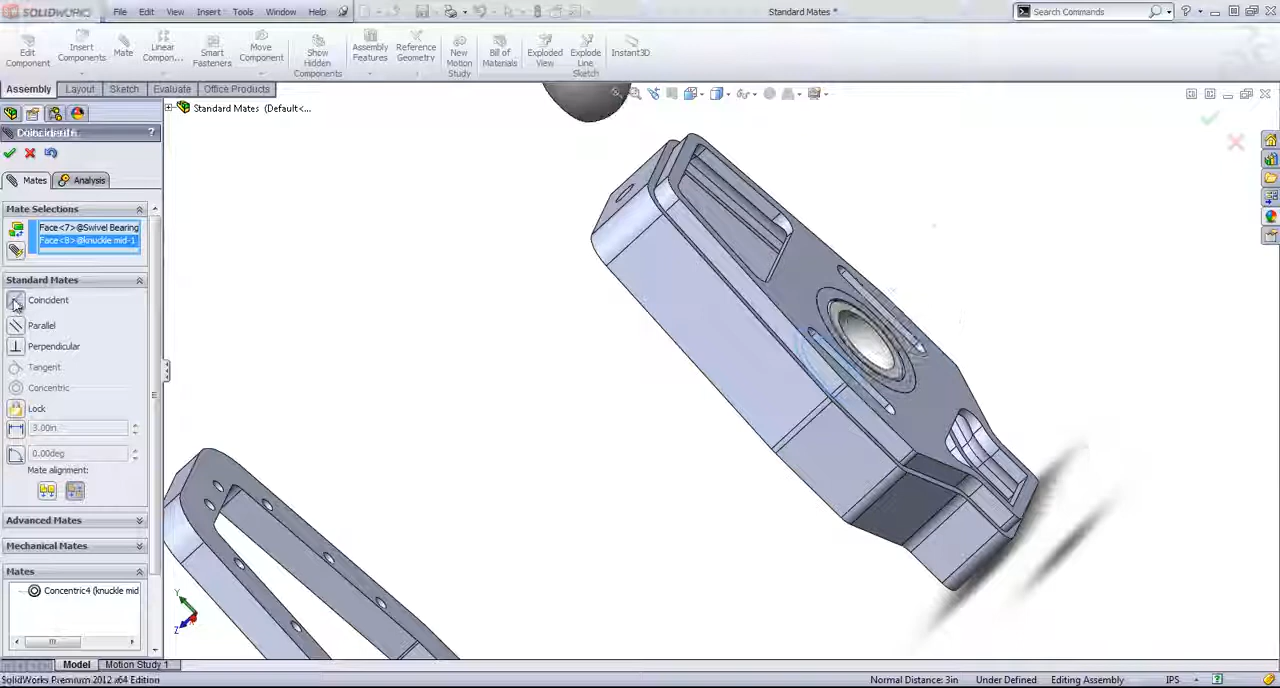 SOLIDWORKS File Edit View Insert Tools Window Help Standard Mates * Search Commands
Edit Component
Insert Components
Mate
Linear Compon...
Smart Fasteners
Move Component
Show Hidden Components
Assembly Features
Reference Geometry
New Motion Study
Bill of Materials
Exploded View
Explode Line Sketch
Instant3D
Assembly Layout Sketch Evaluate Office Products
Standard Mates (Default<...
?
Mates Analysis
Mate Selections
Face<7>@Swivel Bearing
Face<8>@knuckle mid-1
Standard Mates
Coincident
Parallel
Perpendicular
Tangent
Concentric
Lock
3.00in
0.00deg
Mate alignment:
Advanced Mates
Mechanical Mates
Mates
Concentric4 (knuckle mid
Y
Z
Model Motion Study 1
SolidWorks Premium 2012 x64 Edition Normal Distance: 3in Under Defined Editing Assembly IPS